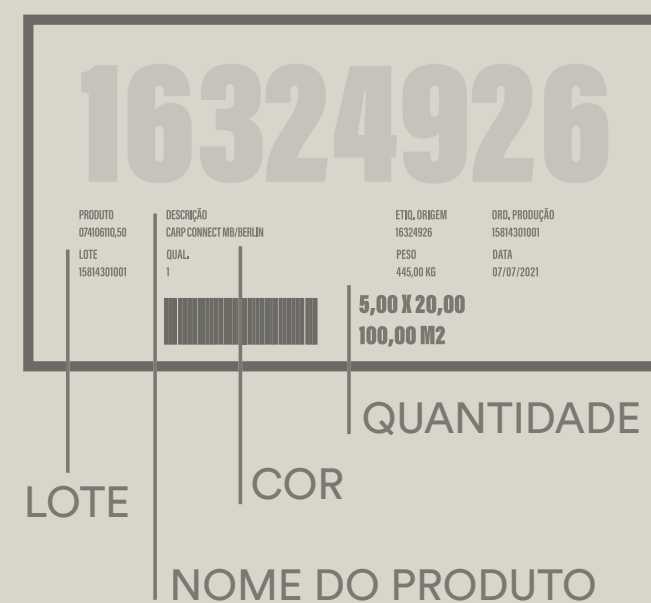 16324926
PRODUTO DESCRIÇÃO ETIQ. ORIGEM ORD. PRODUÇÃO
074106110,50 CARP CONNECT MB/BERLIN 16324926 15814301001
LOTE QUAL. PESO DATA
15814301001 1 445,00 KG 07/07/2021
5,00 X 20,00
100,00 M2
QUANTIDADE
COR
LOTE
NOME DO PRODUTO